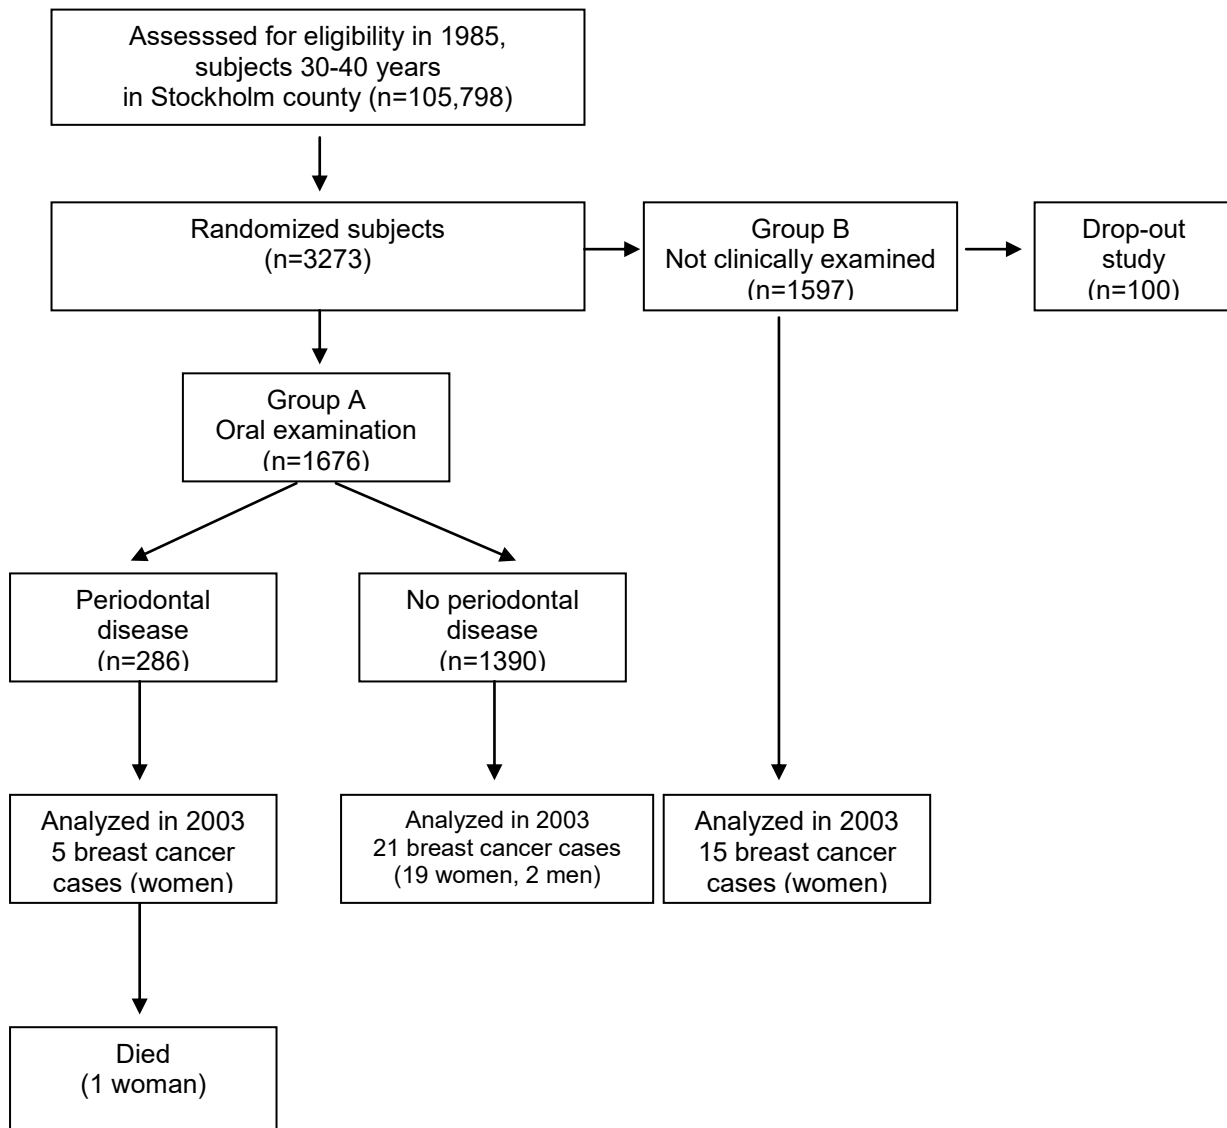 Assesssed for eligibility in 1985,
subjects 30-40 years
in Stockholm county (n=105,798)
Randomized subjects
(n=3273)
Group B
Not clinically examined
(n=1597)
Drop-out
study
(n=100)
Group A
Oral examination
(n=1676)
Periodontal
disease
(n=286)
No periodontal
disease
(n=1390)
Analyzed in 2003
5 breast cancer
cases (women)
Analyzed in 2003
21 breast cancer cases
(19 women, 2 men)
Analyzed in 2003
15 breast cancer
cases (women)
Died
(1 woman)